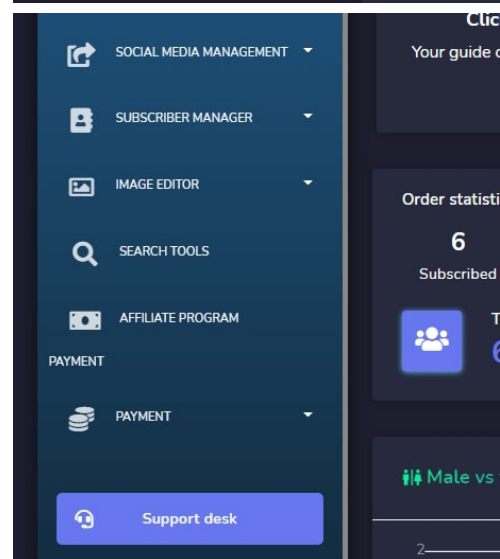 SOCIAL MEDIA MANAGEMENT
SUBSCRIBER MANAGER
IMAGE EDITOR
SEARCH TOOLS
AFFILIATE PROGRAM
PAYMENT
PAYMENT
Support desk
Your guide
Order
6
Subscribed
Male vs
2